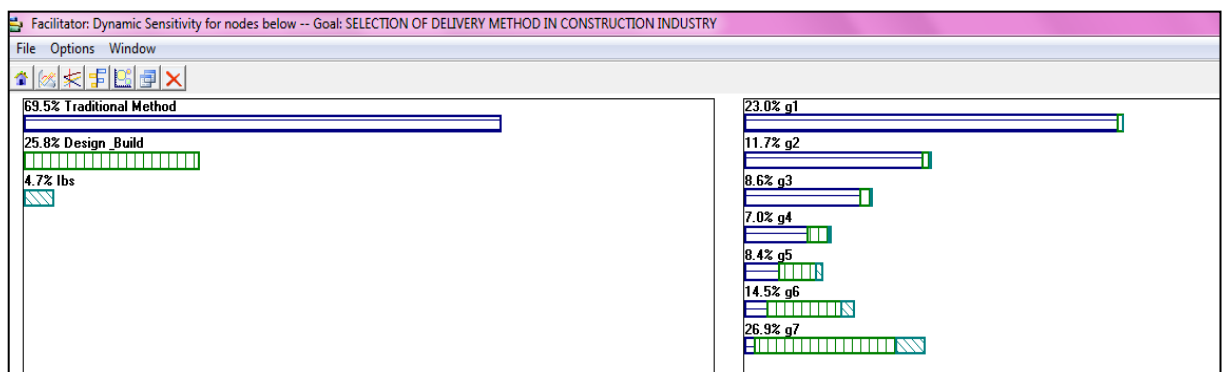 Facilitator: Dynamic Sensitivity for nodes below -- Goal: SELECTION OF DELIVERY METHOD IN CONSTRUCTION INDUSTRY
File Options Window
69.5% Traditional Method
25.8% Design _Build
4.7% lbs
23.0% g1
11.7% g2
8.6% g3
7.0% g4
8.4% g5
14.5% g6
26.9% g7